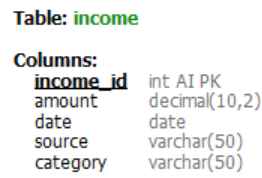 Table: income
Columns:
income_id int AI PK
amount decimal(10,2)
date date
source varchar(50)
category varchar(50)